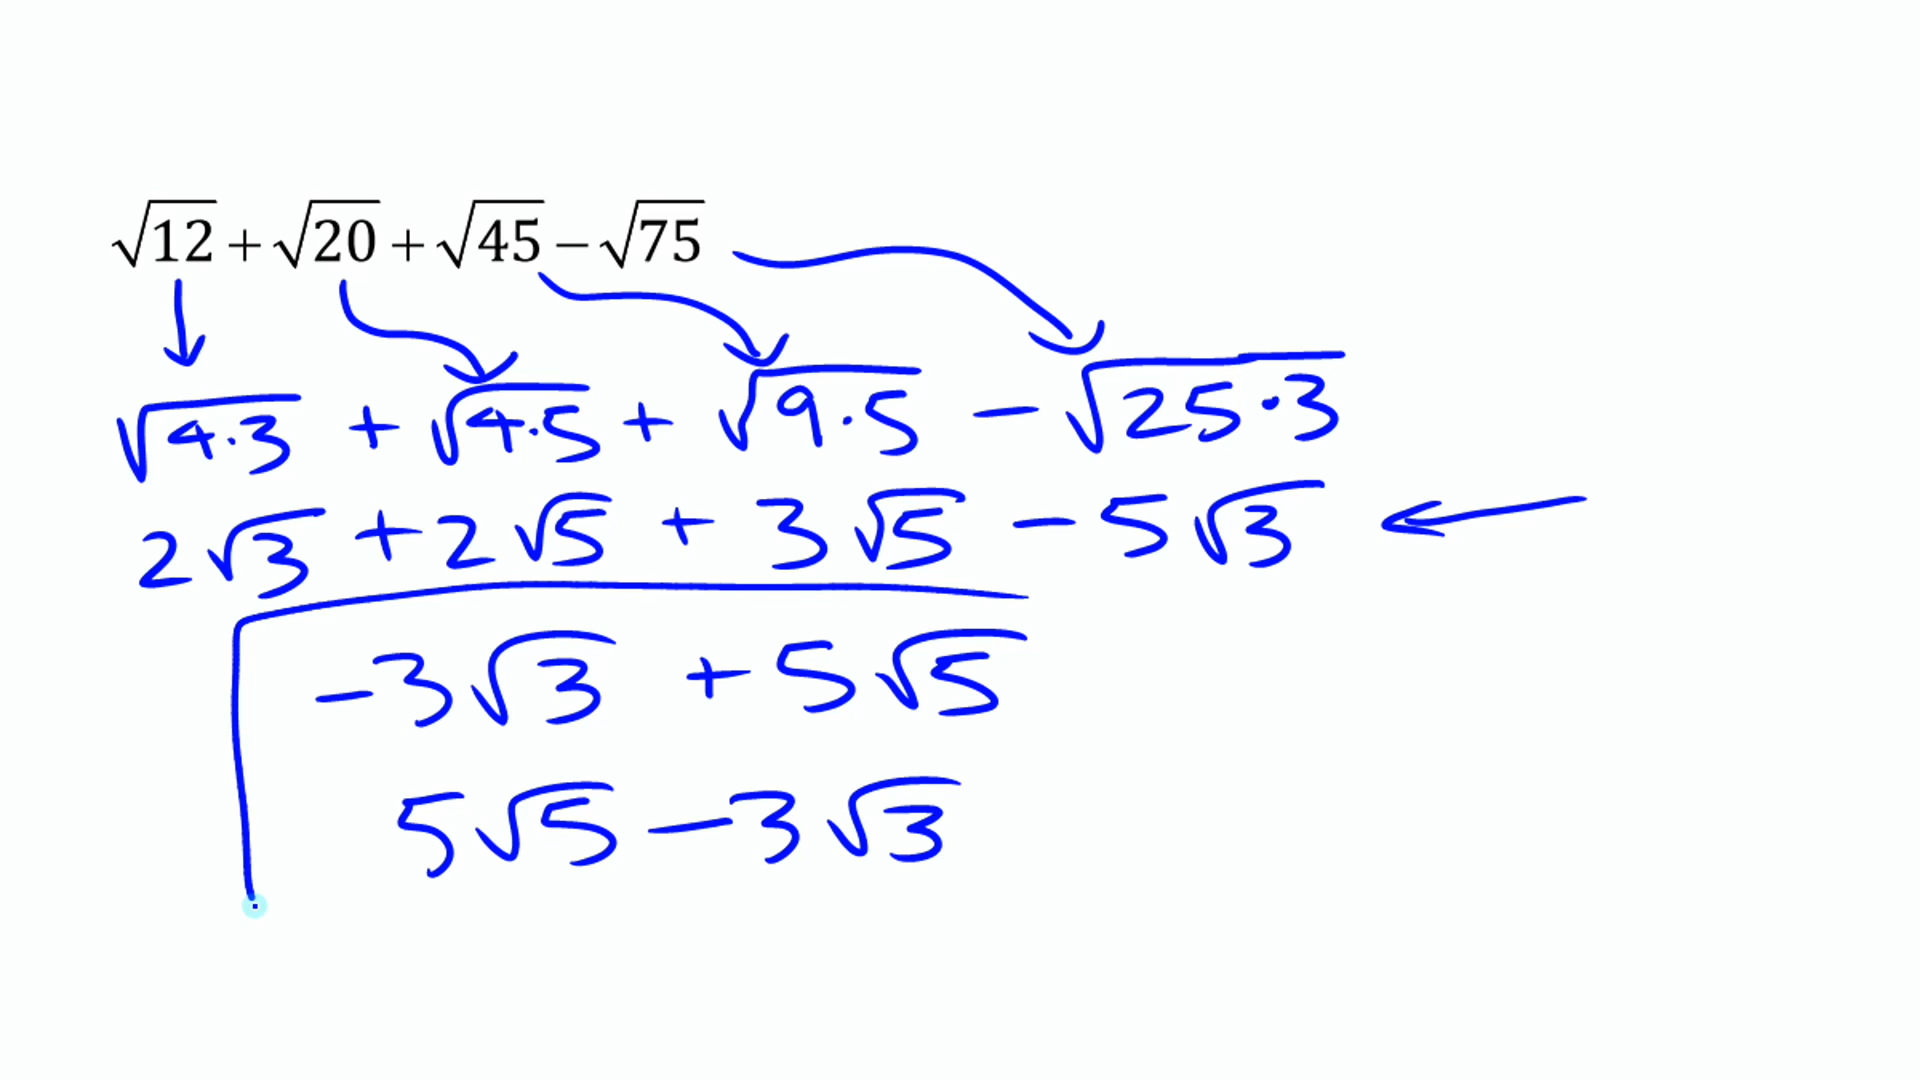 √12 + √20 + √45 − √75
√4·3 + √4·5 + √9·5 − √25·3
2√3 + 2√5 + 3√5 − 5√3
−3√3 + 5√5
5√5 − 3√3